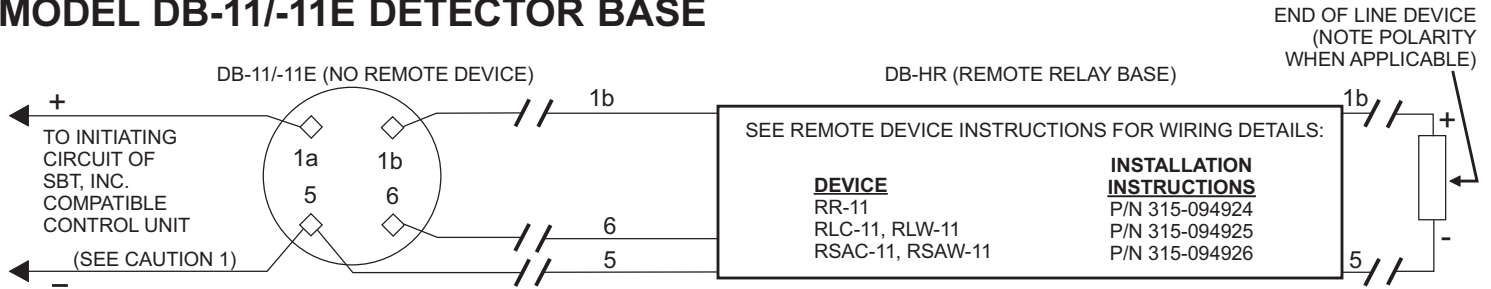 MODEL DB-11/-11E DETECTOR BASE
END OF LINE DEVICE
(NOTE POLARITY
WHEN APPLICABLE)
DB-11/-11E (NO REMOTE DEVICE)
DB-HR (REMOTE RELAY BASE)
+
1b
1b
+
TO INITIATING
CIRCUIT OF
SBT, INC.
COMPATIBLE
CONTROL UNIT
(SEE CAUTION 1)
-
1a
1b
5
6
6
5
SEE REMOTE DEVICE INSTRUCTIONS FOR WIRING DETAILS:
DEVICE
INSTALLATION
INSTRUCTIONS
RR-11
P/N 315-094924
RLC-11, RLW-11
P/N 315-094925
RSAC-11, RSAW-11
P/N 315-094926
-
5